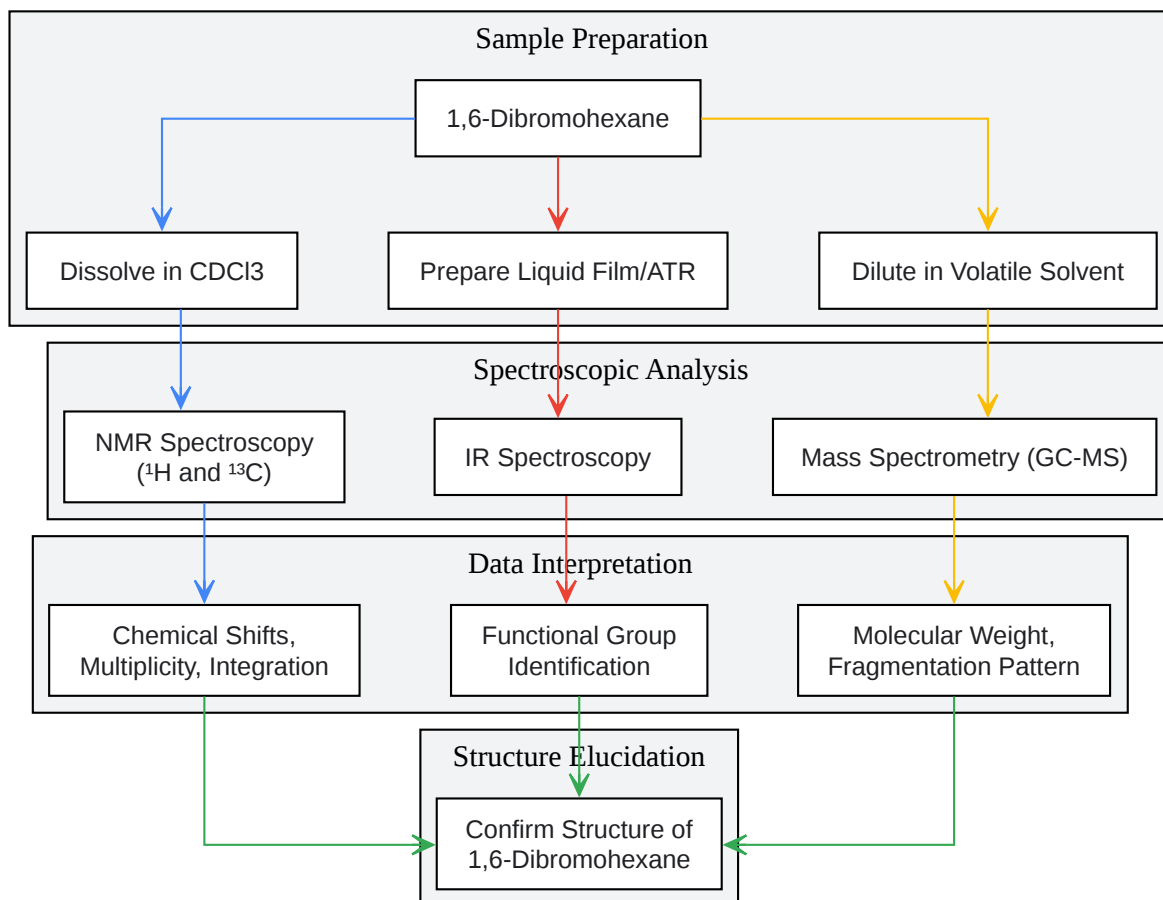 Sample Preparation
1,6-Dibromohexane
Dissolve in CDCl3
Prepare Liquid Film/ATR
Dilute in Volatile Solvent
Spectroscopic Analysis
NMR Spectroscopy
(¹H and ¹³C)
IR Spectroscopy
Mass Spectrometry (GC-MS)
Data Interpretation
Chemical Shifts,
Multiplicity, Integration
Functional Group
Identification
Molecular Weight,
Fragmentation Pattern
Structure Elucidation
Confirm Structure of
1,6-Dibromohexane